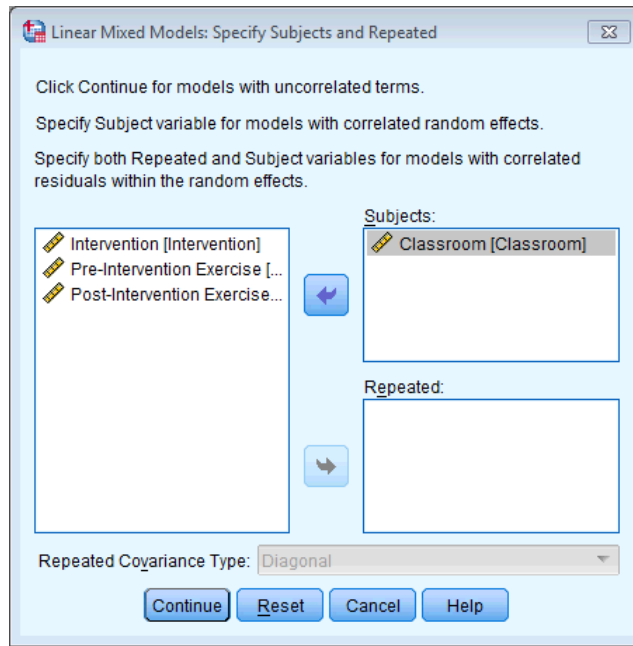 Linear Mixed Models: Specify Subjects and Repeated
Click Continue for models with uncorrelated terms.
Specify Subject variable for models with correlated random effects.
Specify both Repeated and Subject variables for models with correlated
residuals within the random effects.
Subjects:
Intervention [Intervention]
Pre-Intervention Exercise [...
Post-Intervention Exercise...
Classroom [Classroom]
Repeated:
Repeated Covariance Type: Diagonal
Continue Reset Cancel Help